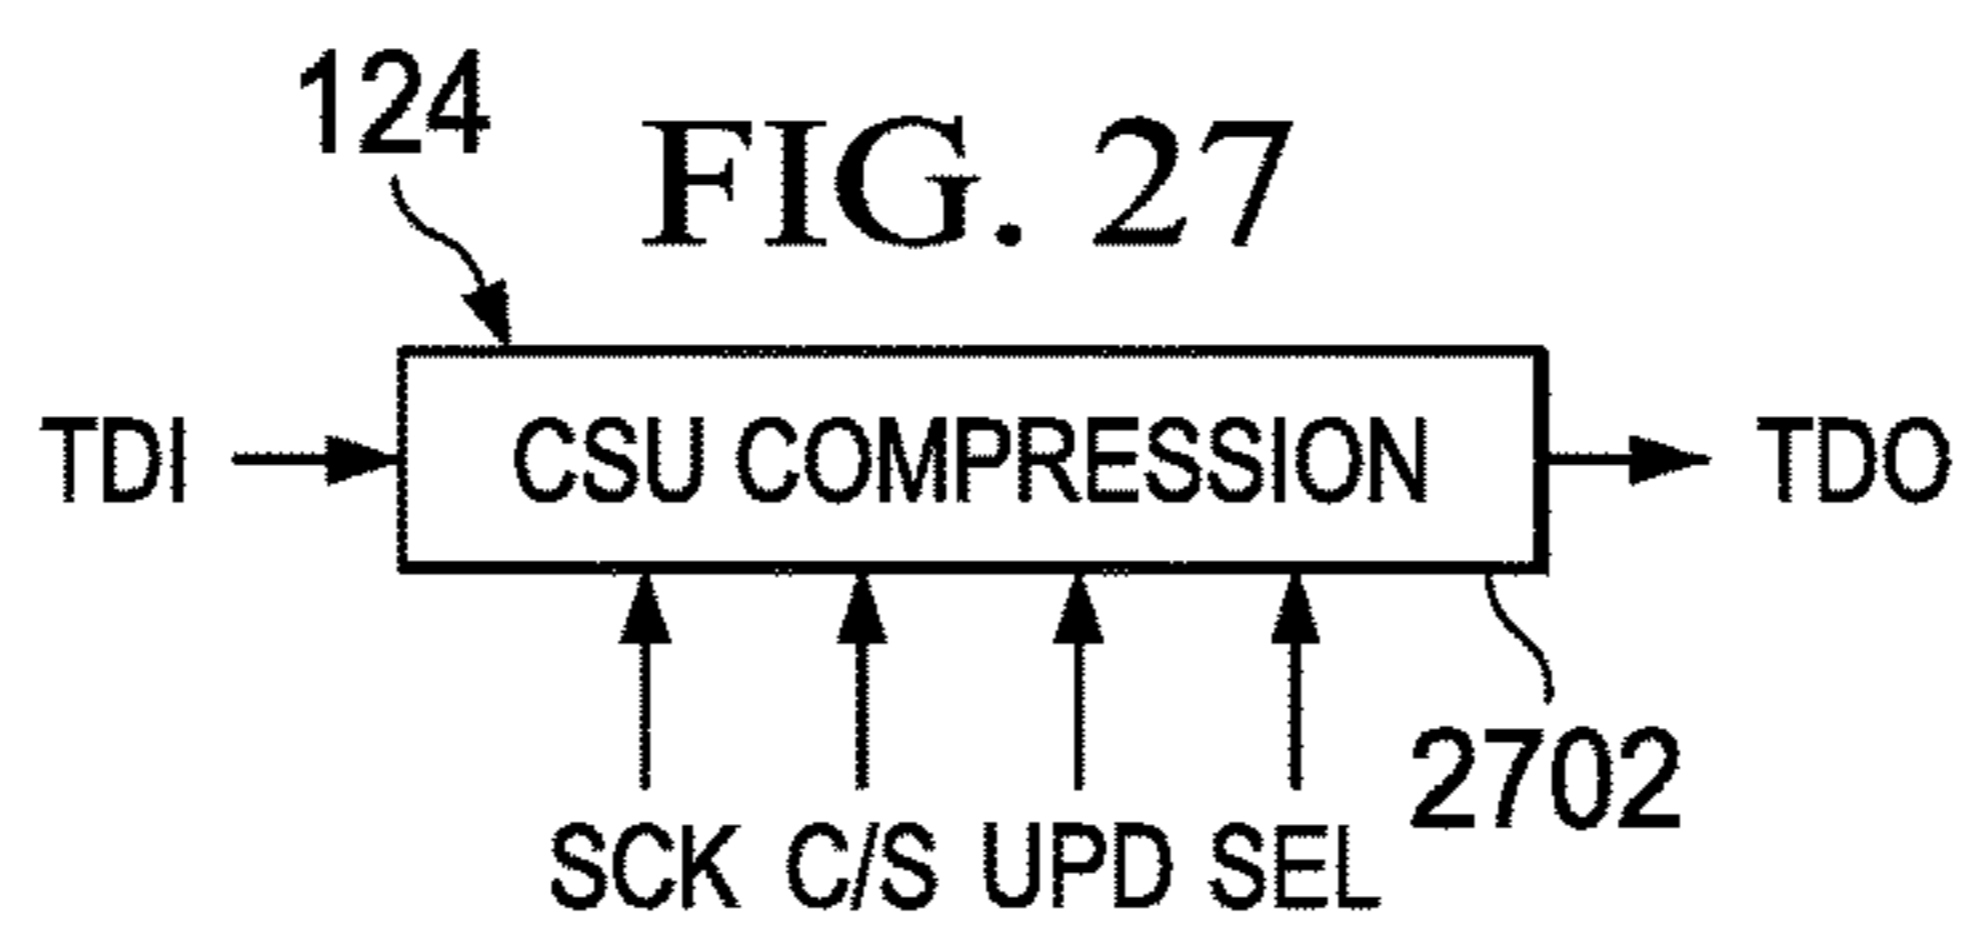 124
FIG. 27
TDI CSU COMPRESSION TDO
2702
SCK C/S UPD SEL